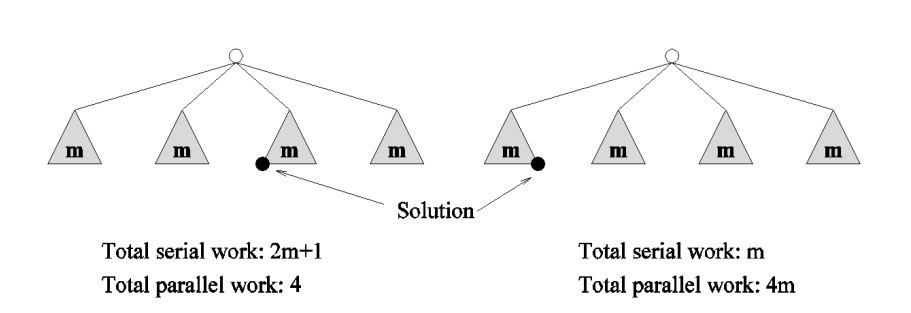 m m m m m m m m
Solution
Total serial work: 2m+1
Total parallel work: 4
Total serial work: m
Total parallel work: 4m